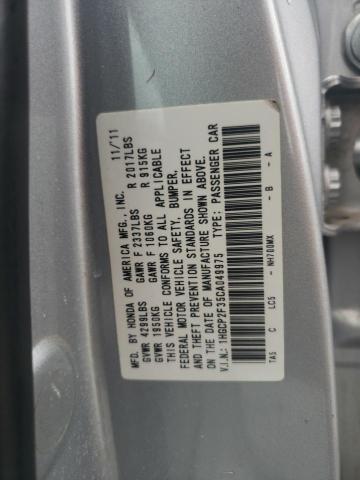 MFD. BY HONDA OF AMERICA MFG., INC. 11/11
GVWR 4299LBS GAWR F 2337LBS R 2017LBS
GVWR 1950KG GAWR F 1060KG R 915KG
THIS VEHICLE CONFORMS TO ALL APPLICABLE
FEDERAL MOTOR VEHICLE SAFETY, BUMPER,
AND THEFT PREVENTION STANDARDS IN EFFECT
ON THE DATE OF MANUFACTURE SHOWN ABOVE.
V.I.N.: 1HGCP2F35CA049975 TYPE: PASSENGER CAR
TA5 C LC5 - NH700MX - B - A